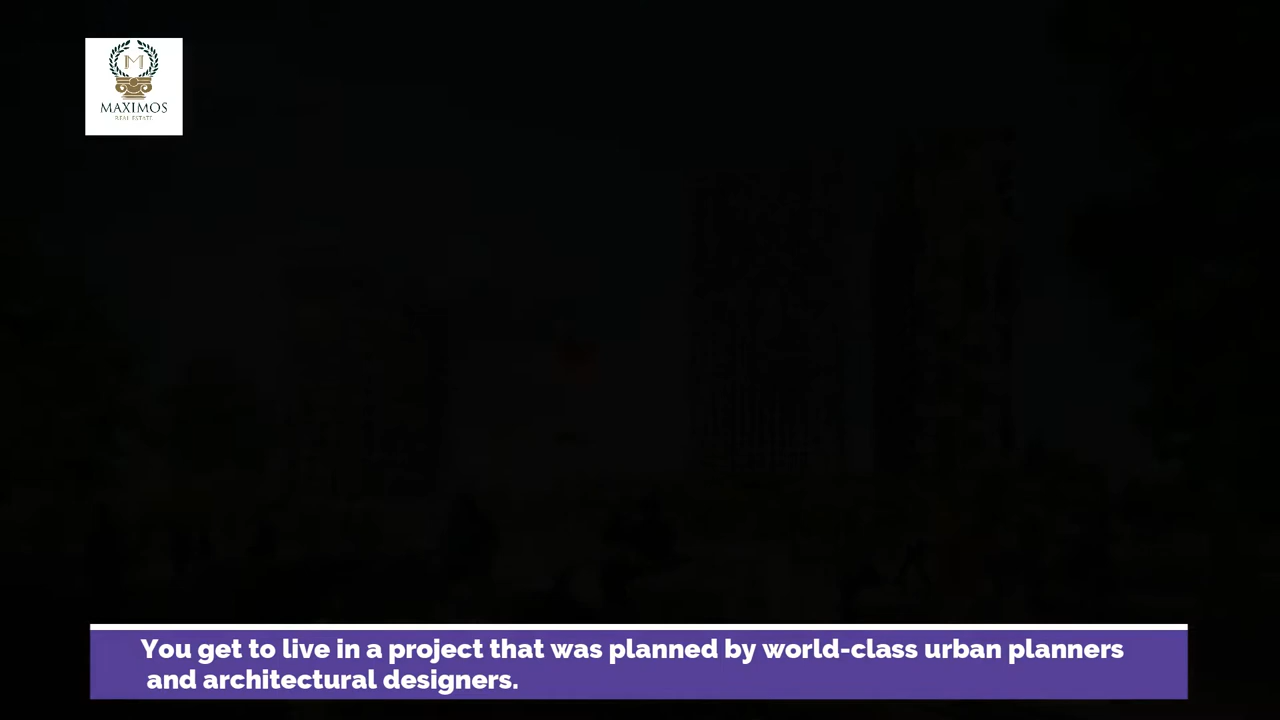 M
MAXIMOS
REAL ESTATE
You get to live in a project that was planned by world-class urban planners
and architectural designers.